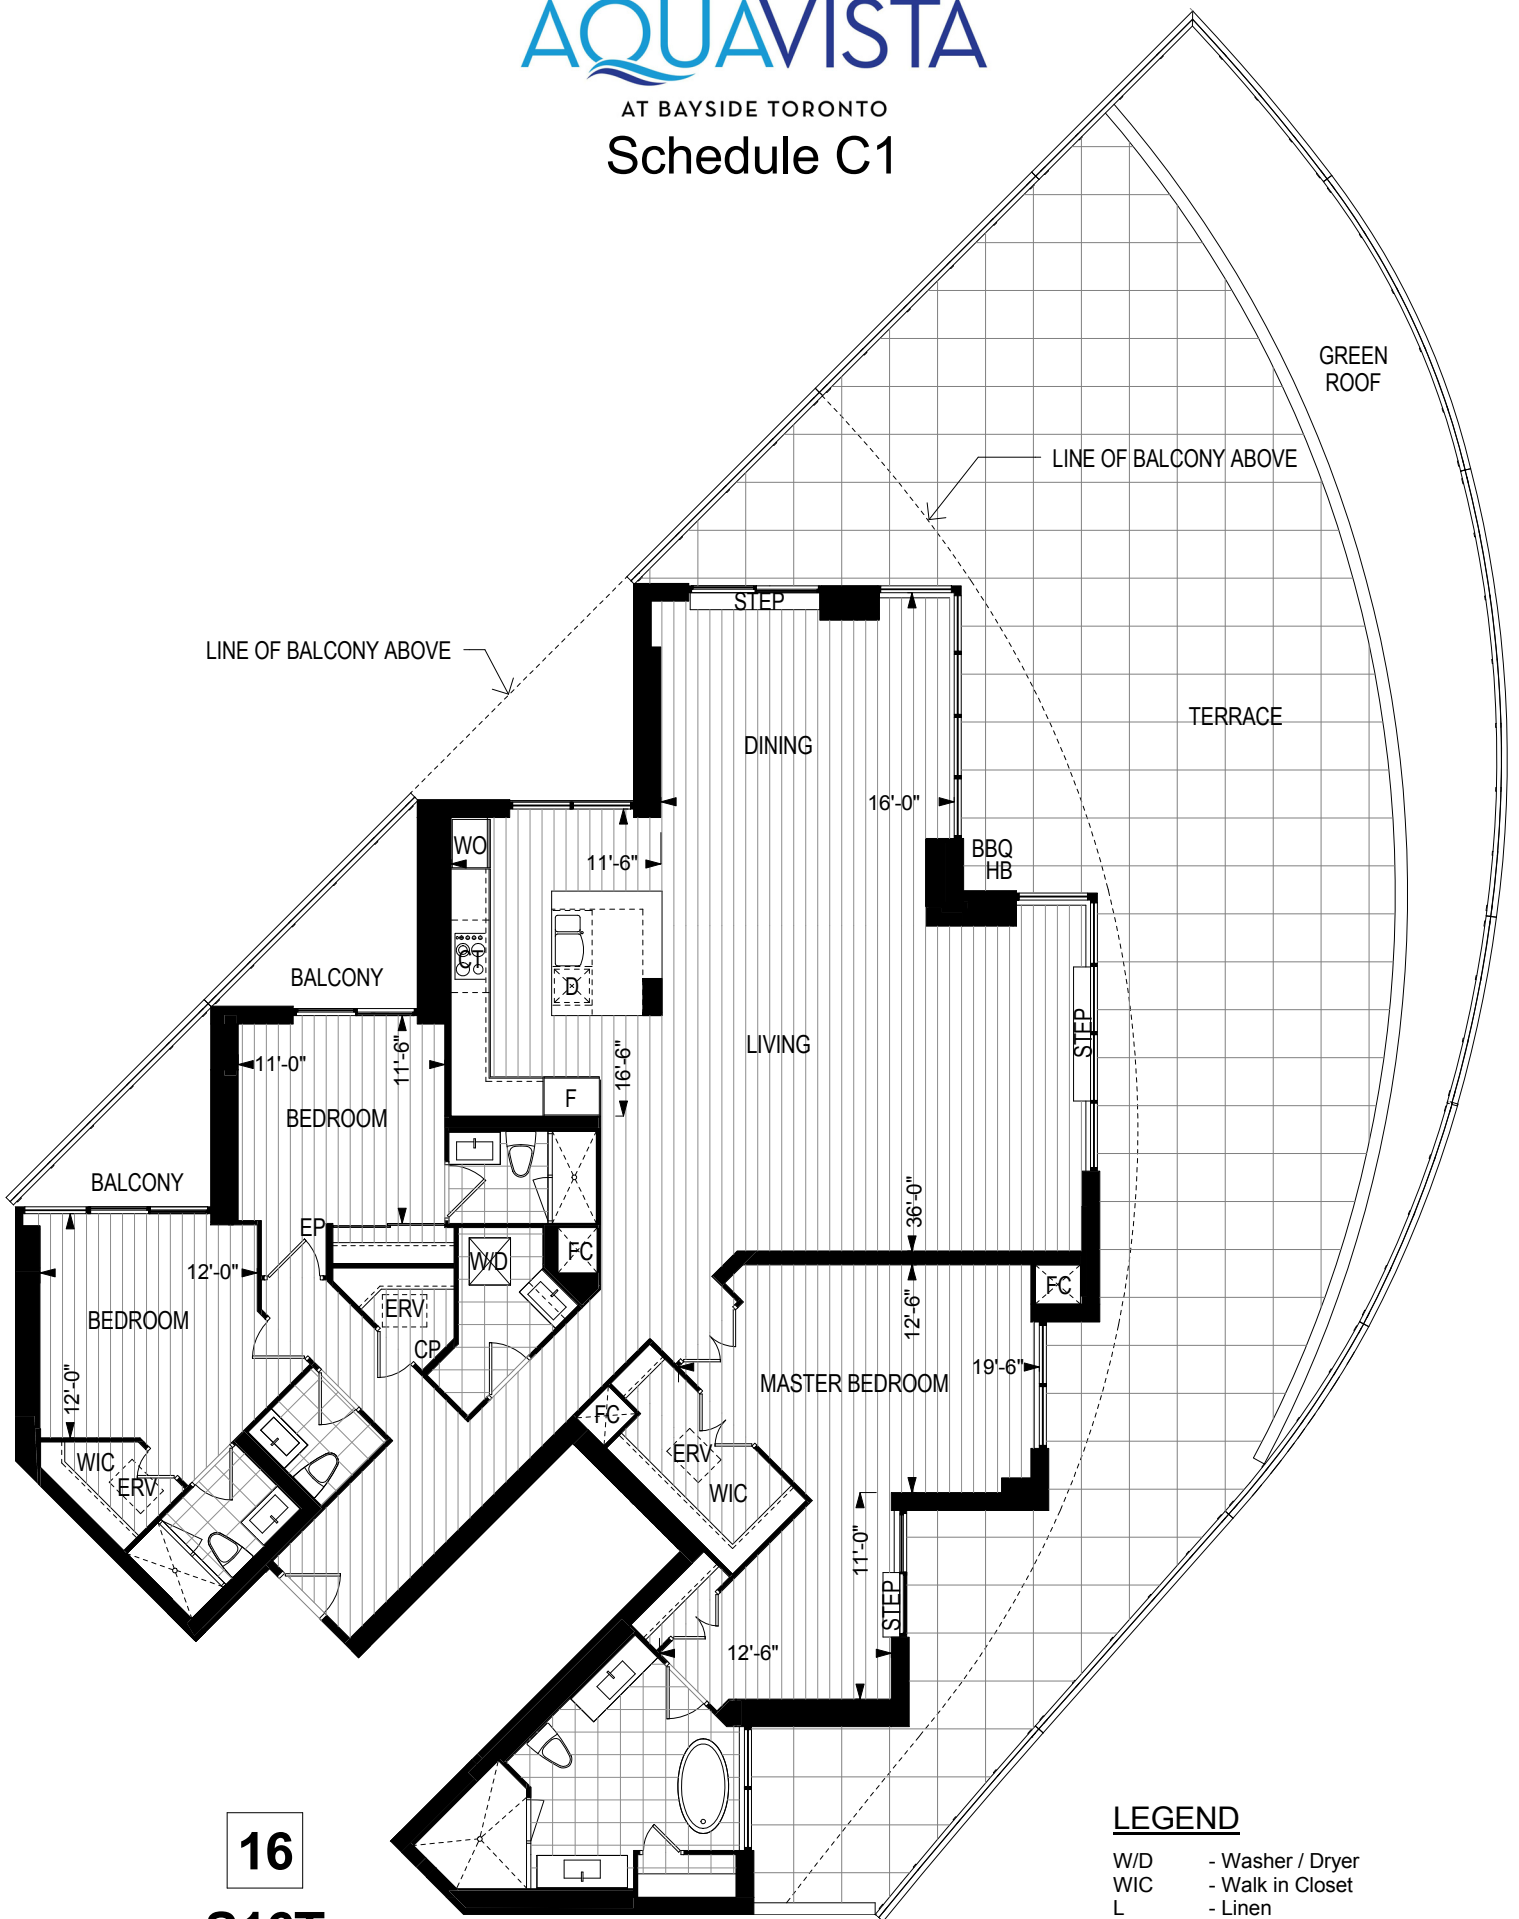 AQUAVISTA
AT BAYSIDE TORONTO
Schedule C1
GREEN
ROOF
LINE OF BALCONY ABOVE
STEP
LINE OF BALCONY ABOVE
TERRACE
DINING
16'-0"
WO
11'-6"
BBQ
HB
CT
BALCONY
D
STEP
LIVING
11'-0"
11'-6"
16'-6"
F
BEDROOM
BALCONY
36'-0"
EP
W/D
FC
12'-0"
FC
ERV
12'-6"
BEDROOM
CP
19'-6"
MASTER BEDROOM
12'-0"
FC
WIC
ERV
ERV
WIC
11'-0"
STEP
12'-6"
16
LEGEND
W/D - Washer / Dryer
WIC - Walk in Closet
L - Linen